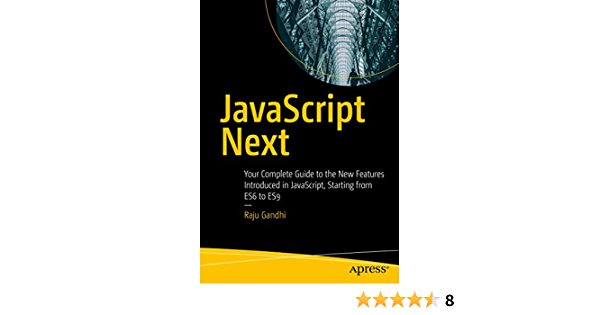 JavaScript
Next
Your Complete Guide to the New Features
Introduced in JavaScript, Starting from
ES6 to ES9
—
Raju Gandhi
Apress®
8